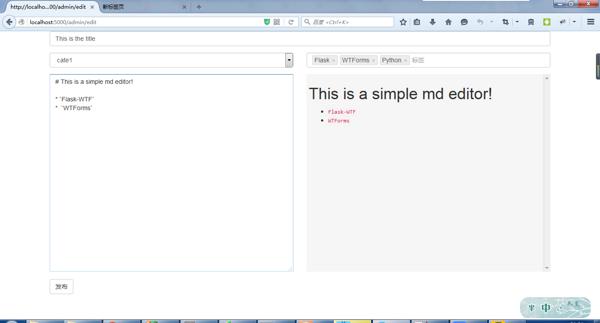 http://localho...00/admin/edit ×
新标签页 ×
localhost:5000/admin/edit
百度 <Ctrl+K>
This is the title
cate1
Flask × WTForms × Python × 标签
# This is a simple md editor!
* `Flask-WTF`
* `WTForms`
This is a simple md editor!
Flask-WTF
WTForms
发布
中